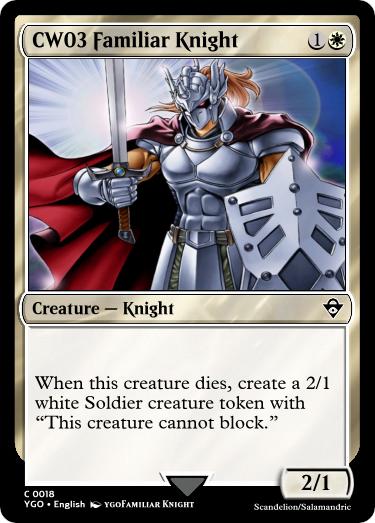 CW03 Familiar Knight 1
Creature — Knight
When this creature dies, create a 2/1
white Soldier creature token with
“This creature cannot block.”
2/1
C 0018
YGO • English YGOFAMILIAR KNIGHT
Scandelion/Salamandric